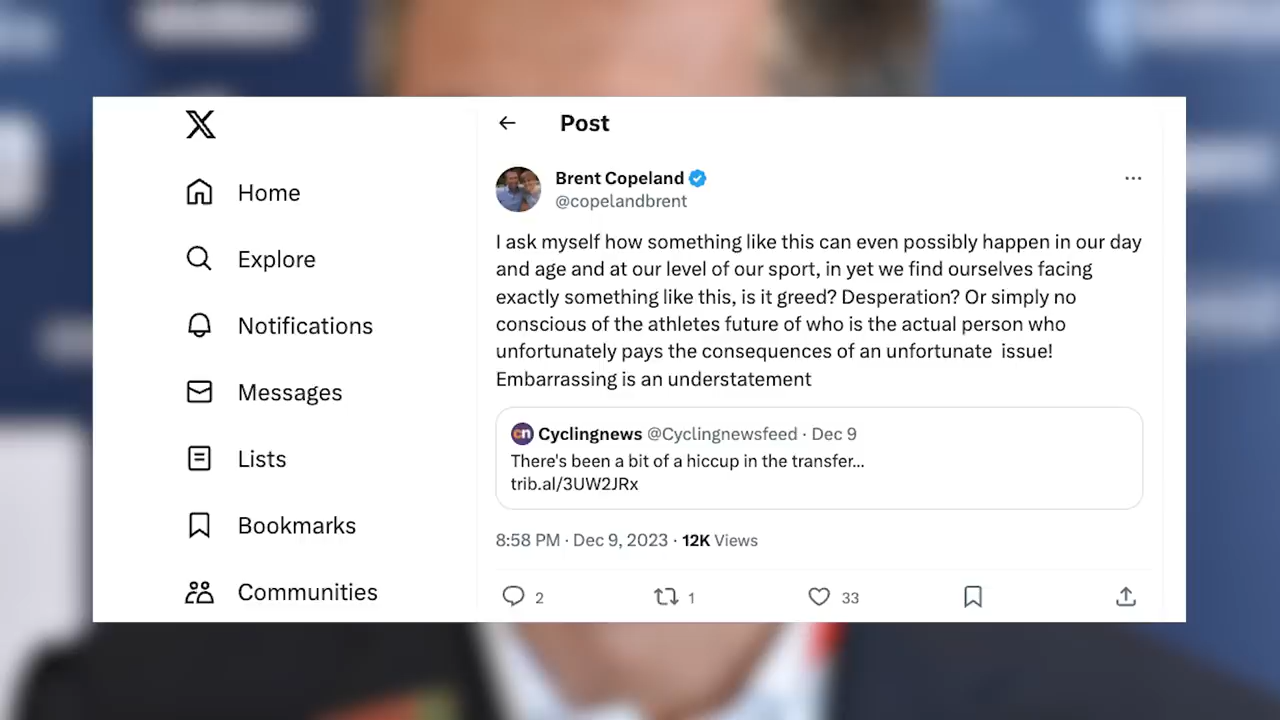 X
Home
Explore
Notifications
Messages
Lists
Bookmarks
Communities
Post
Brent Copeland
@copelandbrent
I ask myself how something like this can even possibly happen in our day
and age and at our level of our sport, in yet we find ourselves facing
exactly something like this, is it greed? Desperation? Or simply no
conscious of the athletes future of who is the actual person who
unfortunately pays the consequences of an unfortunate  issue!
Embarrassing is an understatement
cn Cyclingnews @Cyclingnewsfeed · Dec 9
There's been a bit of a hiccup in the transfer...
trib.al/3UW2JRx
8:58 PM · Dec 9, 2023 · 12K Views
2 1 33